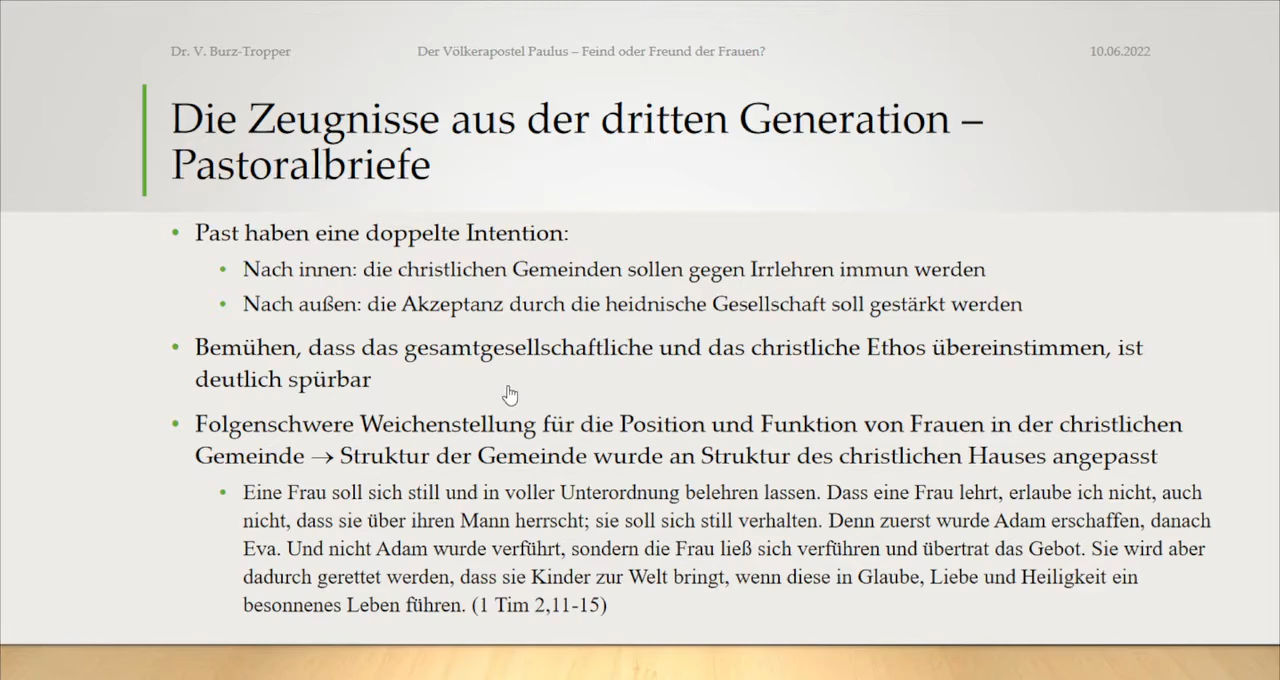 Dr. V. Burz-Tropper
Der Völkerapostel Paulus – Feind oder Freund der Frauen?
10.06.2022
Die Zeugnisse aus der dritten Generation –
Pastoralbriefe
• Past haben eine doppelte Intention:
• Nach innen: die christlichen Gemeinden sollen gegen Irrlehren immun werden
• Nach außen: die Akzeptanz durch die heidnische Gesellschaft soll gestärkt werden
• Bemühen, dass das gesamtgesellschaftliche und das christliche Ethos übereinstimmen, ist
deutlich spürbar
• Folgenschwere Weichenstellung für die Position und Funktion von Frauen in der christlichen
Gemeinde → Struktur der Gemeinde wurde an Struktur des christlichen Hauses angepasst
• Eine Frau soll sich still und in voller Unterordnung belehren lassen. Dass eine Frau lehrt, erlaube ich nicht, auch
nicht, dass sie über ihren Mann herrscht; sie soll sich still verhalten. Denn zuerst wurde Adam erschaffen, danach
Eva. Und nicht Adam wurde verführt, sondern die Frau ließ sich verführen und übertrat das Gebot. Sie wird aber
dadurch gerettet werden, dass sie Kinder zur Welt bringt, wenn diese in Glaube, Liebe und Heiligkeit ein
besonnenes Leben führen. (1 Tim 2,11-15)